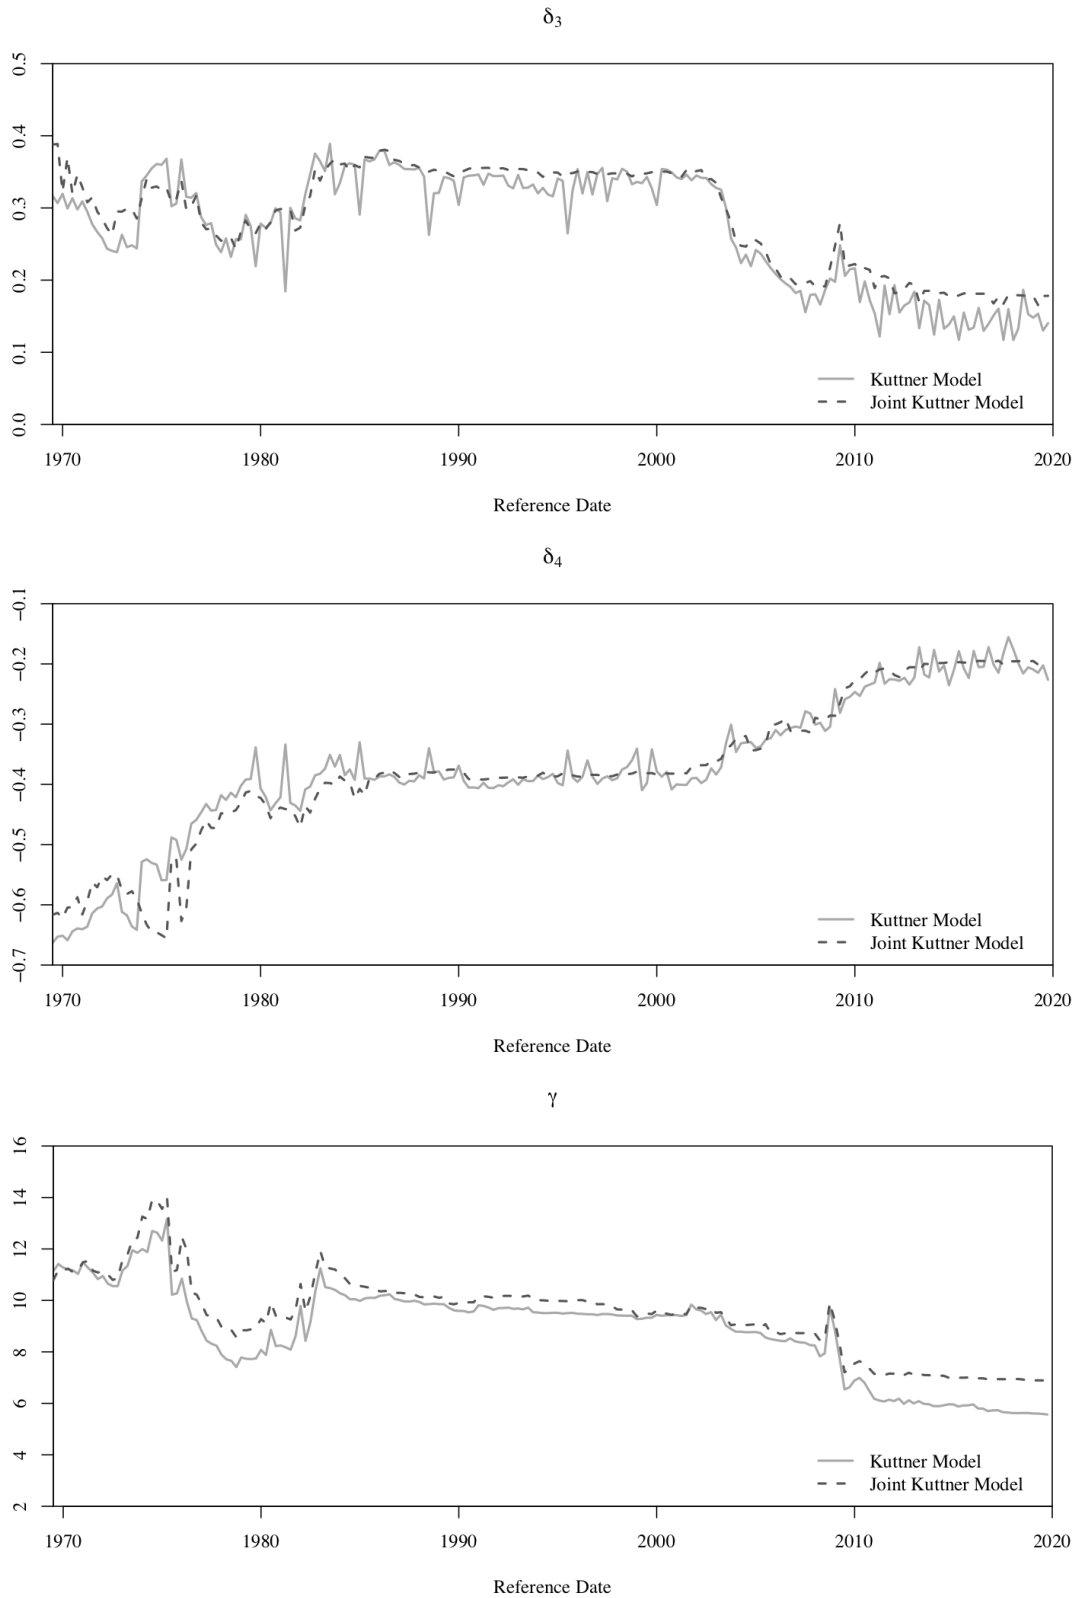 δ3
0.5
0.4
0.3
0.2
0.1
0.0
Kuttner Model
Joint Kuttner Model
1970 1980 1990 2000 2010 2020
Reference Date
δ4
−0.1
−0.2
−0.3
−0.4
−0.5
−0.6
−0.7
Kuttner Model
Joint Kuttner Model
1970 1980 1990 2000 2010 2020
Reference Date
γ
16
14
12
10
8
6
4
2
Kuttner Model
Joint Kuttner Model
1970 1980 1990 2000 2010 2020
Reference Date